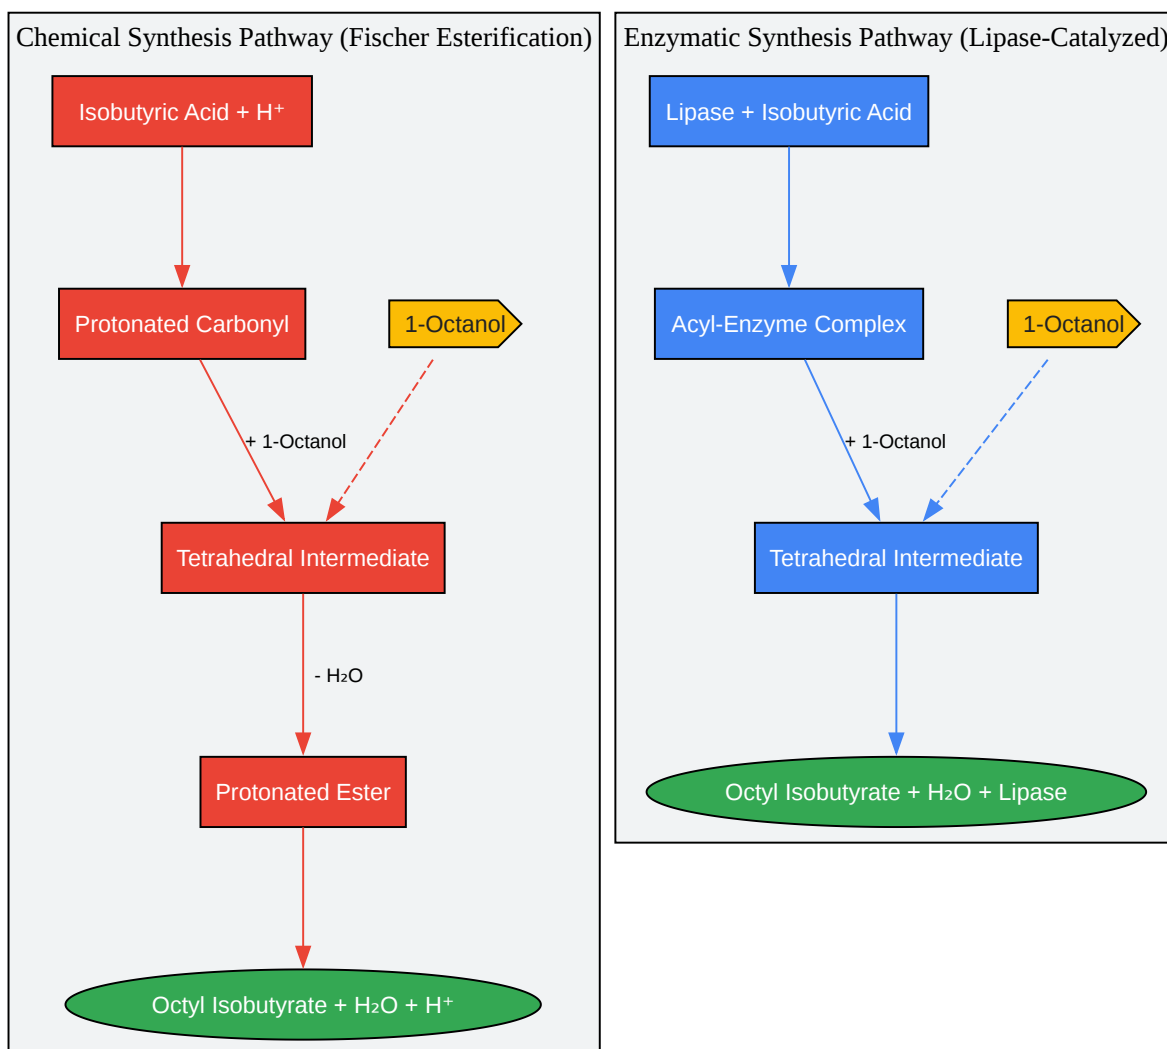 Chemical Synthesis Pathway (Fischer Esterification)
Isobutyric Acid + H⁺
Protonated Carbonyl
1-Octanol
+ 1-Octanol
Tetrahedral Intermediate
- H₂O
Protonated Ester
Octyl Isobutyrate + H₂O + H⁺
Enzymatic Synthesis Pathway (Lipase-Catalyzed)
Lipase + Isobutyric Acid
Acyl-Enzyme Complex
1-Octanol
+ 1-Octanol
Tetrahedral Intermediate
Octyl Isobutyrate + H₂O + Lipase